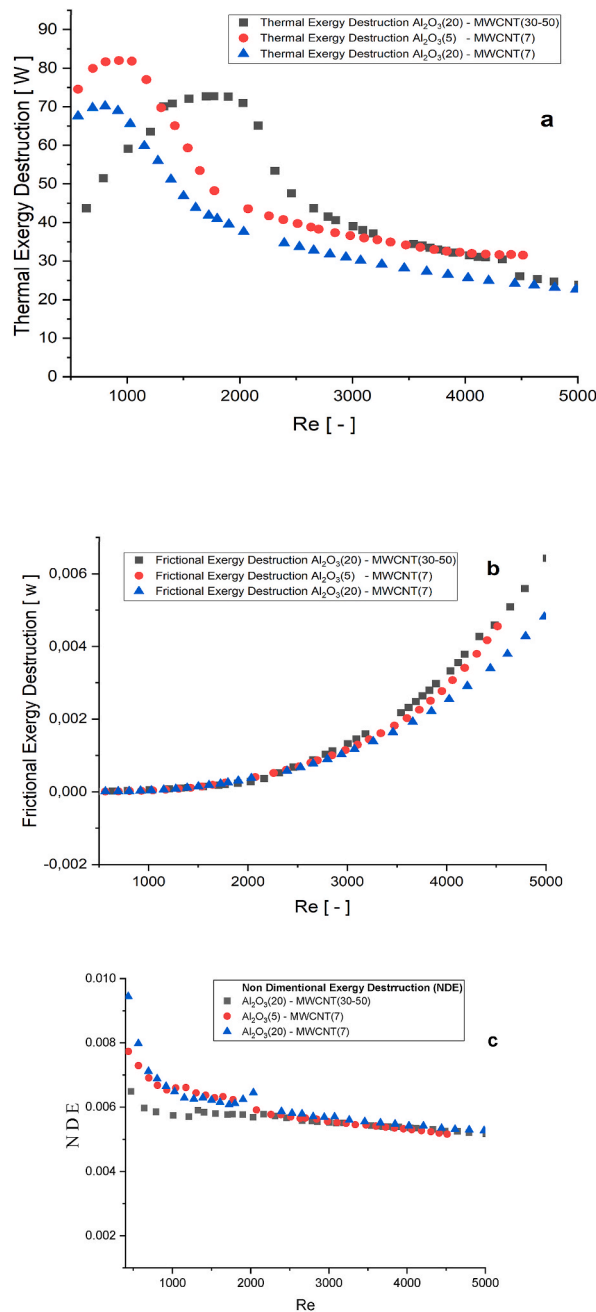 Thermal Exergy Destruction Al₂O₃(20) - MWCNT(30-50)
Thermal Exergy Destruction Al₂O₃(5) - MWCNT(7)
Thermal Exergy Destruction Al₂O₃(20) - MWCNT(7)
a
Thermal Exergy Destruction [ W ]
90
80
70
60
50
40
30
20
10
0
1000 2000 3000 4000 5000
Re [ - ]
Frictional Exergy Destruction Al₂O₃(20) - MWCNT(30-50)
Frictional Exergy Destruction Al₂O₃(5) - MWCNT(7)
Frictional Exergy Destruction Al₂O₃(20) - MWCNT(7)
b
Frictional Exergy Destruction [ w ]
0,006
0,004
0,002
0,000
-0,002
1000 2000 3000 4000 5000
Re [ - ]
Non Dimentional Exergy Destrruction (NDE)
Al₂O₃(20) - MWCNT(30-50)
Al₂O₃(5) - MWCNT(7)
Al₂O₃(20) - MWCNT(7)
c
NDE
0.010
0.008
0.006
0.004
0.002
1000 2000 3000 4000 5000
Re